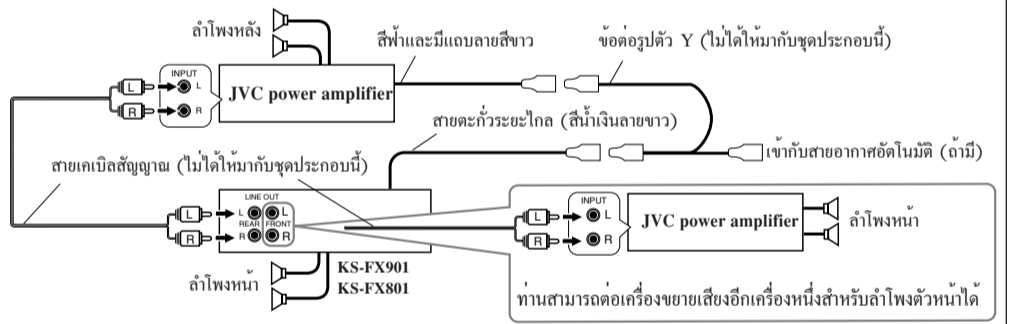 ลำโพงหลัง
สีฟ้าและมีแถบลายสีขาว
ข้อต่อรูปตัว Y (ไม่ได้ให้มากับชุดประกอบนี้)
INPUT
L
L
R
R
JVC power amplifier
สายตะกั่วระยะไกล (สีน้ำเงินลายขาว)
เข้ากับสายอากาศอัตโนมัติ (ถ้ามี)
สายเคเบิลสัญญาณ (ไม่ได้ให้มากับชุดประกอบนี้)
LINE OUT
L
L
L
REAR
FRONT
R
R
R
INPUT
L
L
R
R
JVC power amplifier
ลำโพงหน้า
ลำโพงหน้า
KS-FX901
KS-FX801
ท่านสามารถต่อเครื่องขยายเสียงอีกเครื่องหนึ่งสำหรับลำโพงตัวหน้าได้